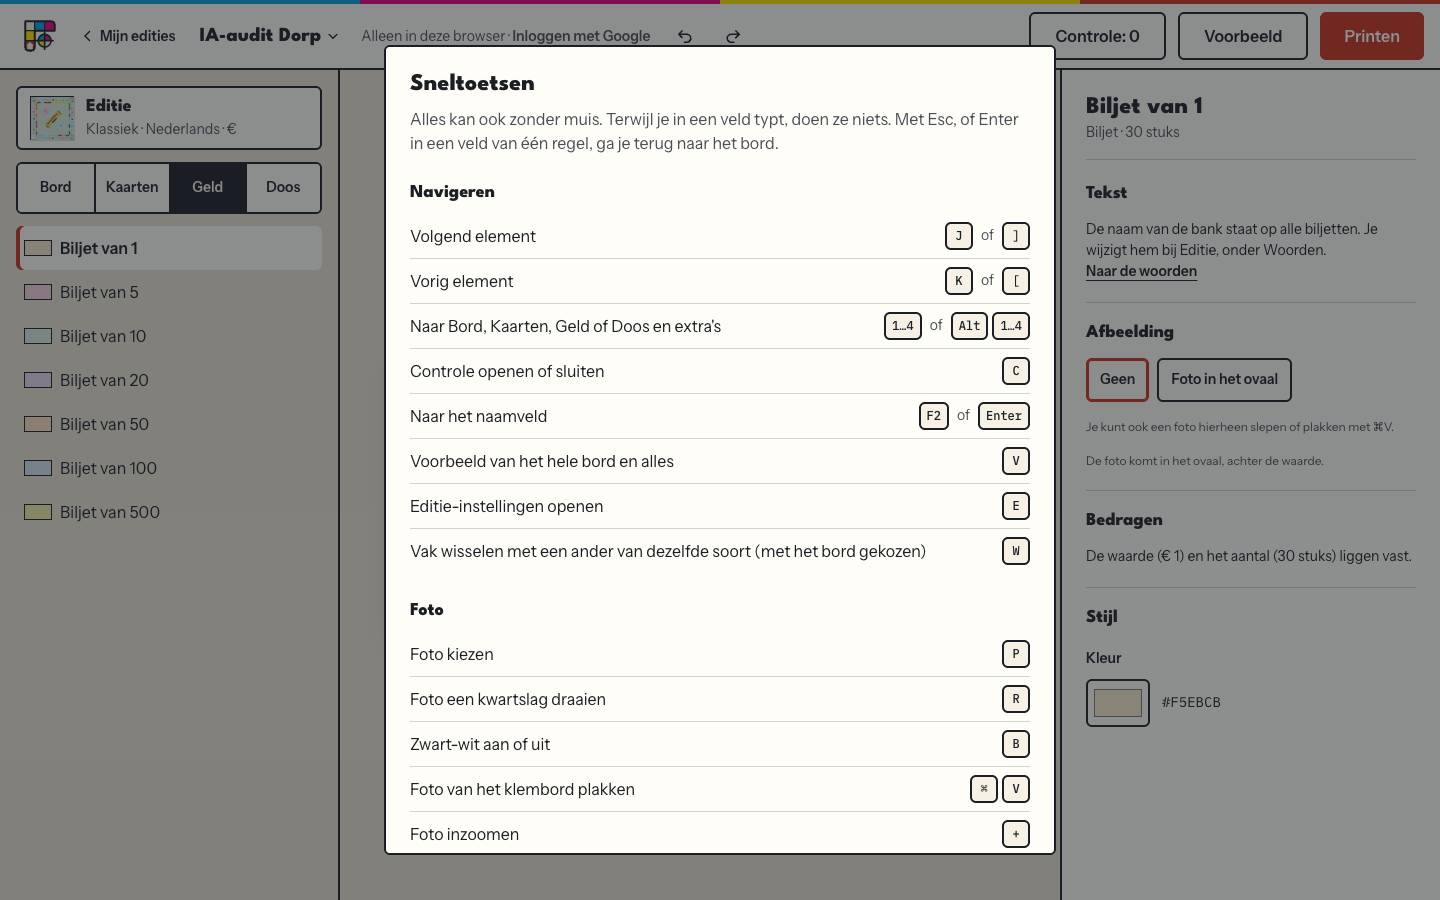 Mijn edities
IA-audit Dorp
Alleen in deze browser · Inloggen met Google
Controle: 0
Voorbeeld
Printen
Editie
Klassiek · Nederlands · €
Bord
Kaarten
Geld
Doos
Biljet van 1
Biljet van 5
Biljet van 10
Biljet van 20
Biljet van 50
Biljet van 100
Biljet van 500
Sneltoetsen
Alles kan ook zonder muis. Terwijl je in een veld typt, doen ze niets. Met Esc, of Enter
in een veld van één regel, ga je terug naar het bord.
Navigeren
Volgend element J of ]
Vorig element K of [
Naar Bord, Kaarten, Geld of Doos en extra's 1…4 of Alt 1…4
Controle openen of sluiten C
Naar het naamveld F2 of Enter
Voorbeeld van het hele bord en alles V
Editie-instellingen openen E
Vak wisselen met een ander van dezelfde soort (met het bord gekozen) W
Foto
Foto kiezen P
Foto een kwartslag draaien R
Zwart-wit aan of uit B
Foto van het klembord plakken ⌘ V
Foto inzoomen +
Biljet van 1
Biljet · 30 stuks
Tekst
De naam van de bank staat op alle biljetten. Je
wijzigt hem bij Editie, onder Woorden.
Naar de woorden
Afbeelding
Geen
Foto in het ovaal
Je kunt ook een foto hierheen slepen of plakken met ⌘V.
De foto komt in het ovaal, achter de waarde.
Bedragen
De waarde (€ 1) en het aantal (30 stuks) liggen vast.
Stijl
Kleur
#F5EBCB